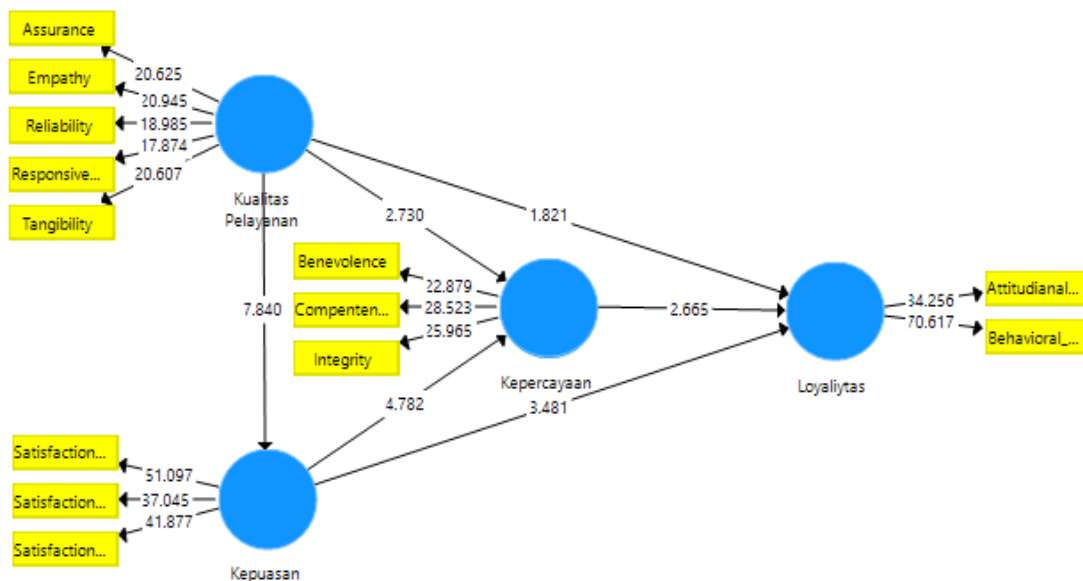 Assurance
Empathy
Reliability
Responsive...
Tangibility
20.625
20.945
18.985
17.874
20.607
Kualitas
Pelayanan
2.730
1.821
7.840
Benevolence
Compenten...
Integrity
22.879
28.523
25.965
Kepercayaan
2.665
4.782
3.481
Loyaliytas
34.256
70.617
Attitudianal...
Behavioral_...
Satisfaction...
Satisfaction...
Satisfaction...
51.097
37.045
41.877
Kepuasan